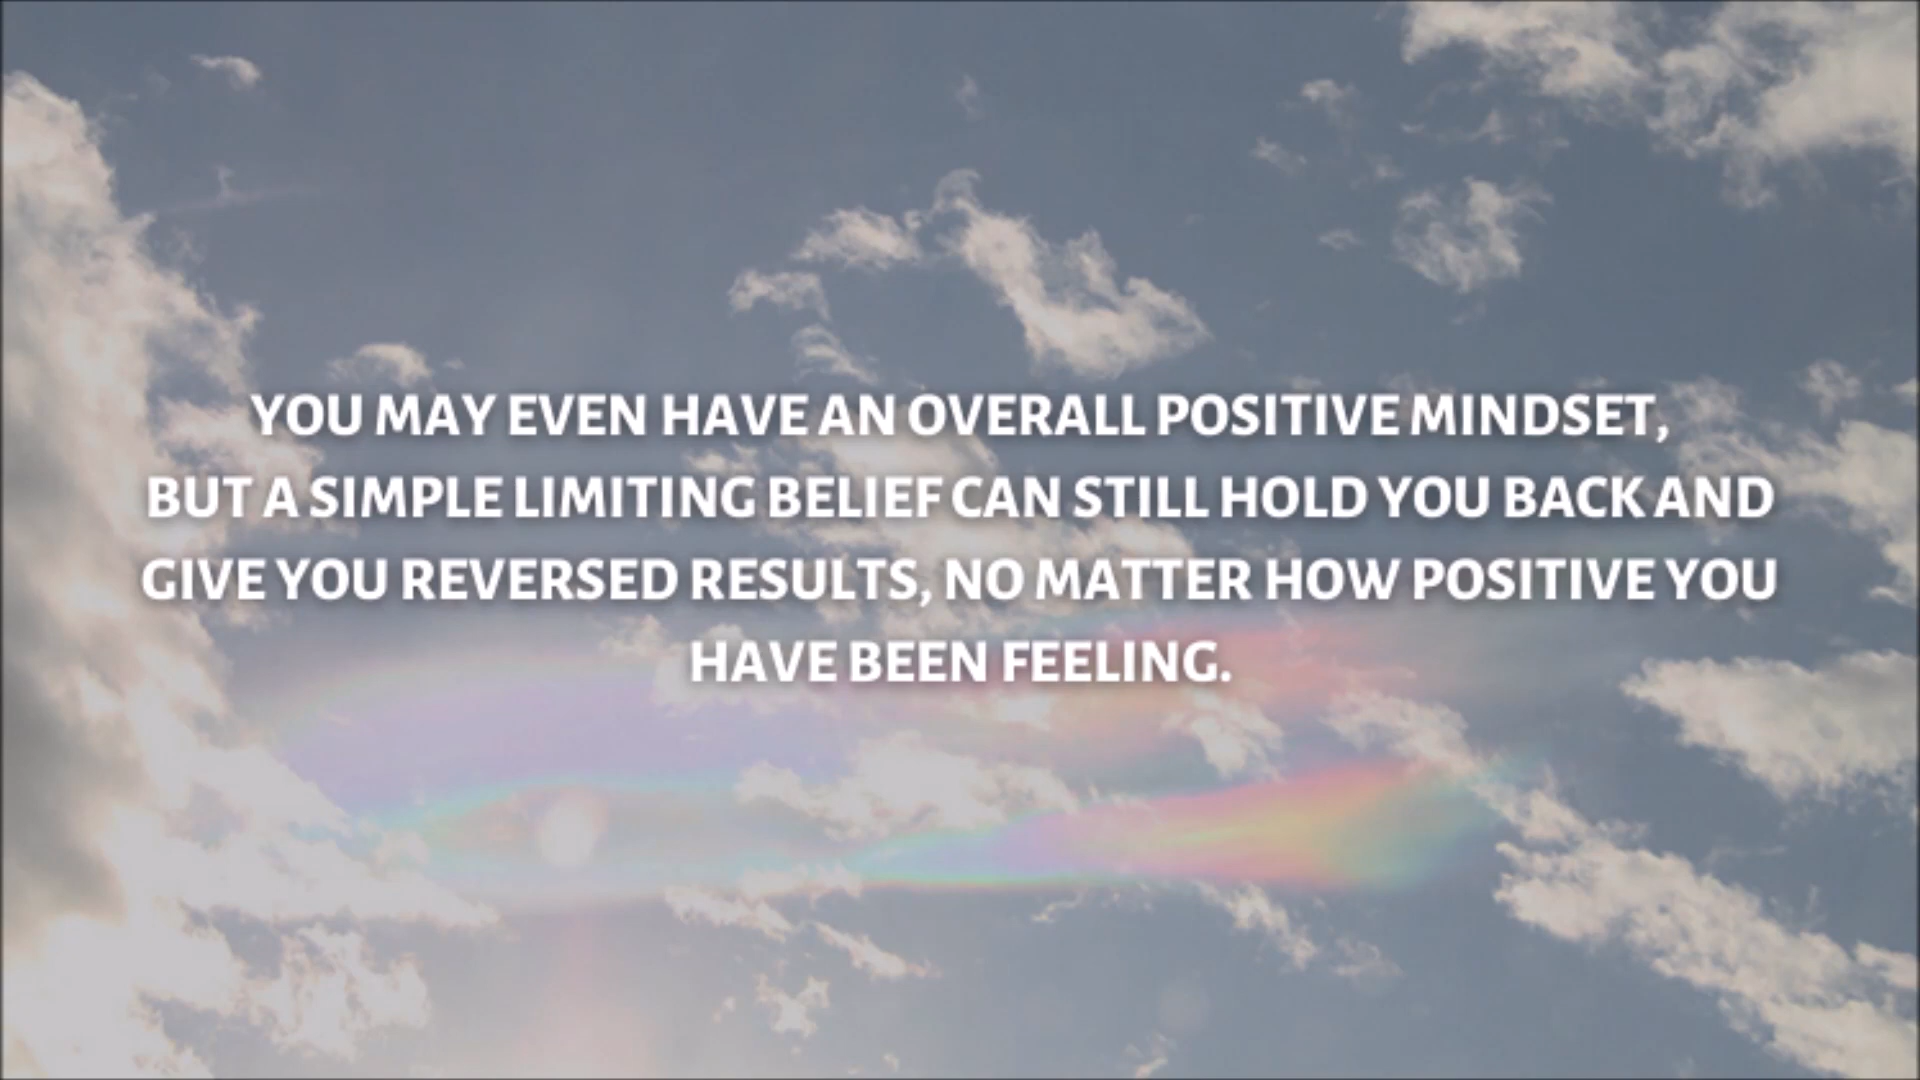 YOU MAY EVEN HAVE AN OVERALL POSITIVE MINDSET,
BUT A SIMPLE LIMITING BELIEF CAN STILL HOLD YOU BACK AND
GIVE YOU REVERSED RESULTS, NO MATTER HOW POSITIVE YOU
HAVE BEEN FEELING.